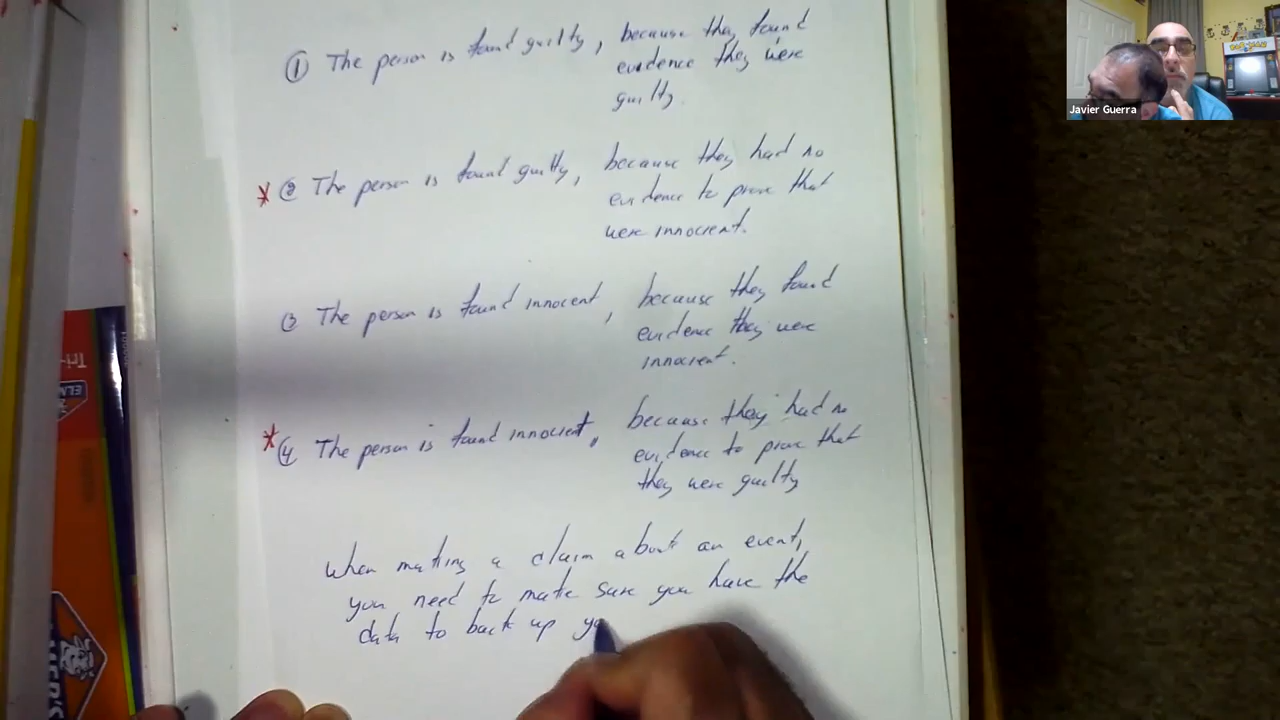 ① The person is found guilty, because they found
evidence they were
guilty.
* ② The person is found guilty, because they had no
evidence to prove that
were innocent.
③ The person is found innocent, because they found
evidence they were
innocent.
* ④ The person is found innocent, because they had no
evidence to prove that
they were guilty
When making a claim about an event,
you need to make sure you have the
data to back up yo
Javier Guerra
Tri-
ELM
ER'S